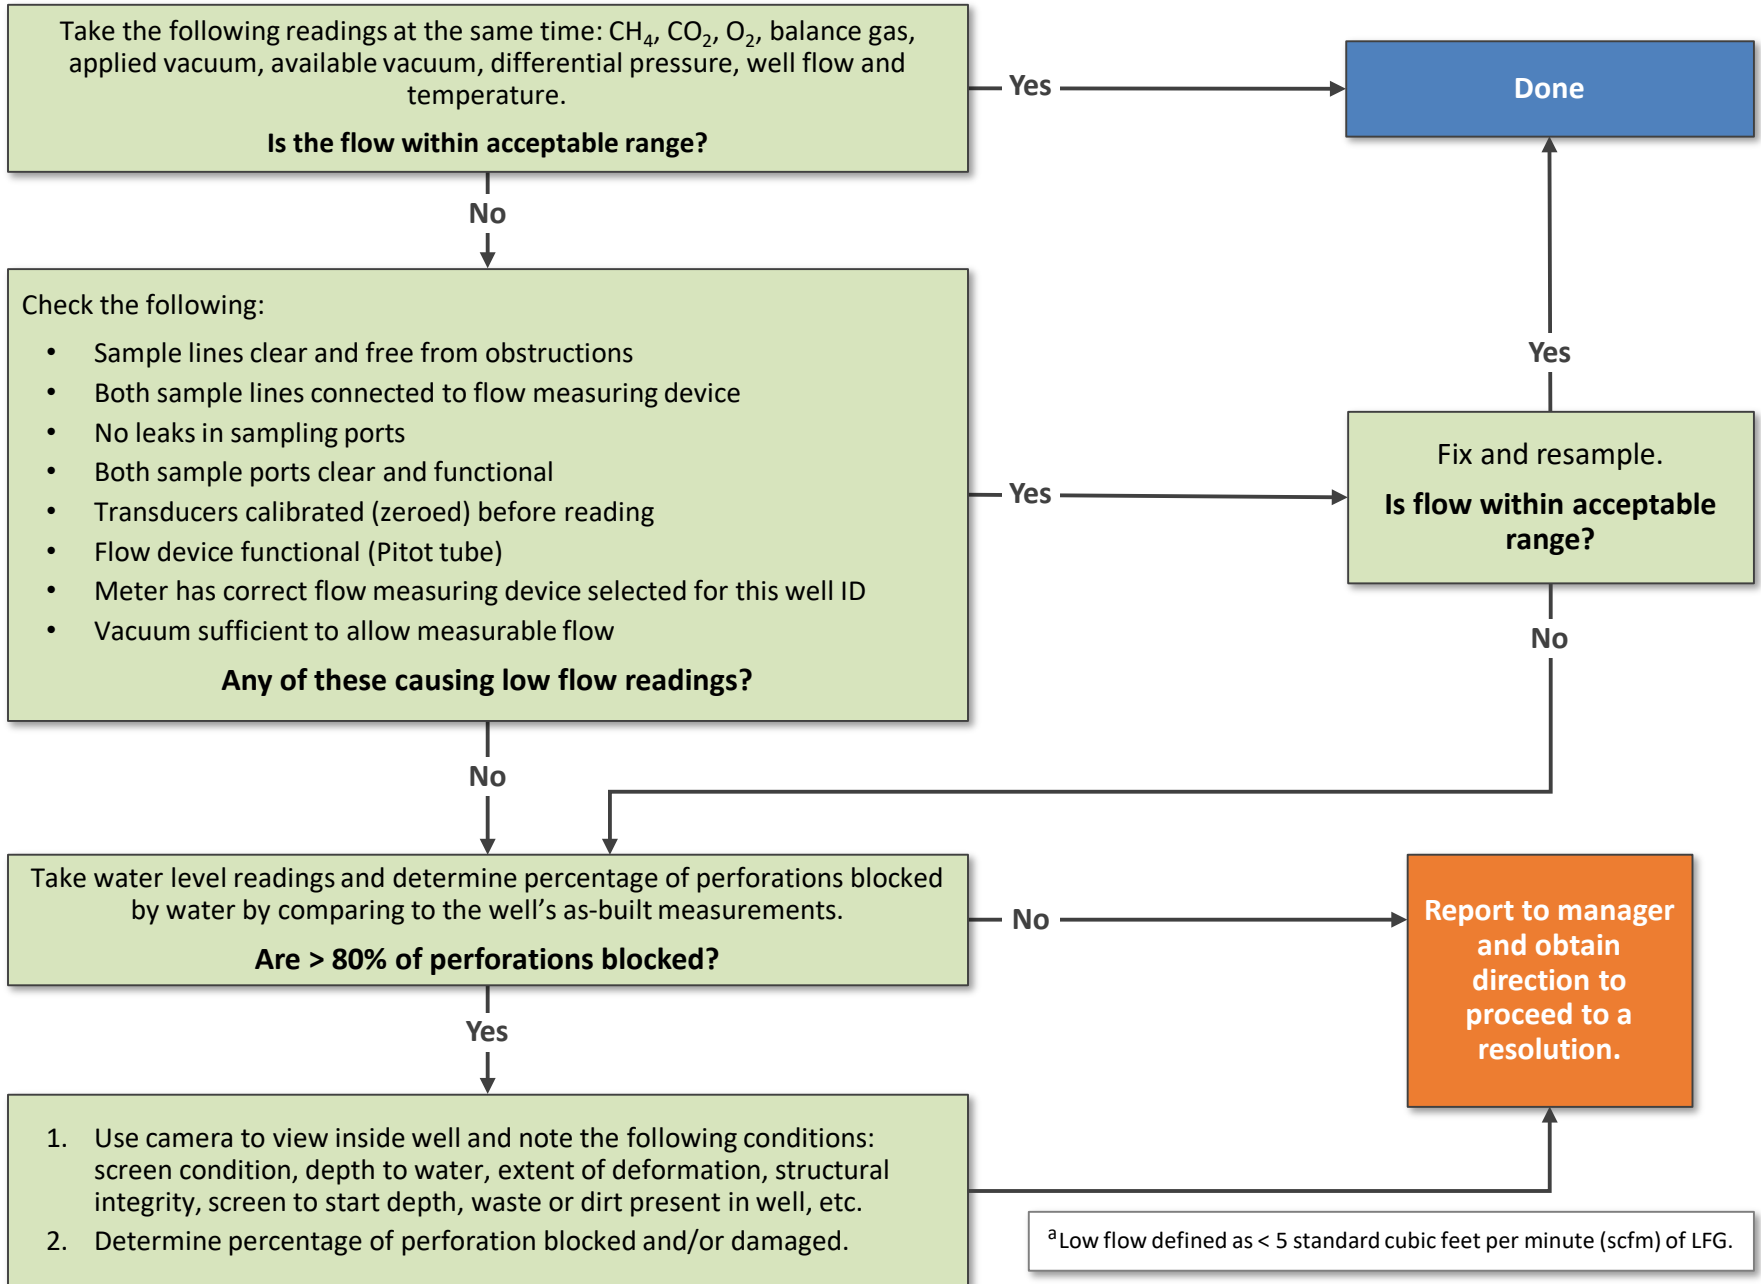 Take the following readings at the same time: CH₄, CO₂, O₂, balance gas,
applied vacuum, available vacuum, differential pressure, well flow and
temperature.
Is the flow within acceptable range?
Yes
Done
No
Check the following:
• Sample lines clear and free from obstructions
• Both sample lines connected to flow measuring device
• No leaks in sampling ports
• Both sample ports clear and functional
• Transducers calibrated (zeroed) before reading
• Flow device functional (Pitot tube)
• Meter has correct flow measuring device selected for this well ID
• Vacuum sufficient to allow measurable flow
Any of these causing low flow readings?
Yes
Fix and resample.
Is flow within acceptable
range?
Yes
No
No
Take water level readings and determine percentage of perforations blocked
by water by comparing to the well’s as-built measurements.
Are > 80% of perforations blocked?
No
Report to manager
and obtain
direction to
proceed to a
resolution.
Yes
1. Use camera to view inside well and note the following conditions:
screen condition, depth to water, extent of deformation, structural
integrity, screen to start depth, waste or dirt present in well, etc.
2. Determine percentage of perforation blocked and/or damaged.
ᵃ Low flow defined as < 5 standard cubic feet per minute (scfm) of LFG.